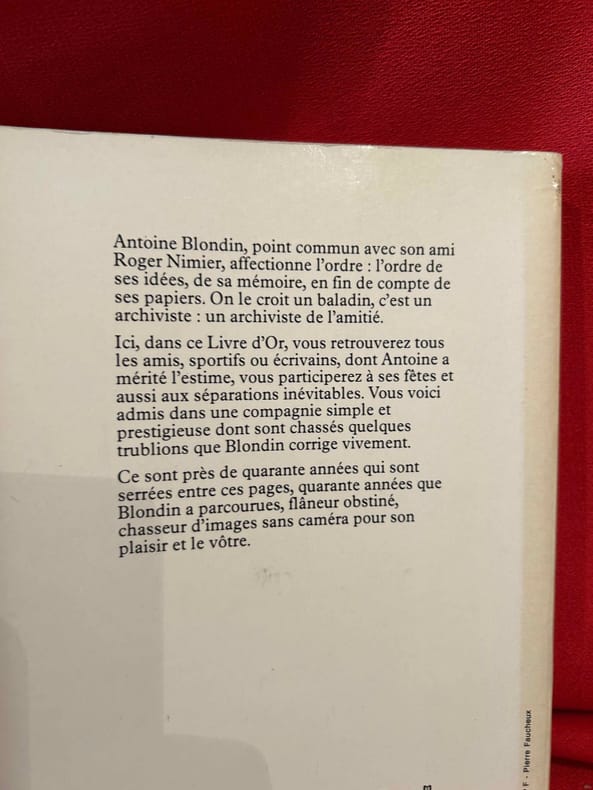 Antoine Blondin, point commun avec son ami
Roger Nimier, affectionne l'ordre : l'ordre de
ses idées, de sa mémoire, en fin de compte de
ses papiers. On le croit un baladin, c'est un
archiviste : un archiviste de l'amitié.
Ici, dans ce Livre d'Or, vous retrouverez tous
les amis, sportifs ou écrivains, dont Antoine a
mérité l'estime, vous participerez à ses fêtes et
aussi aux séparations inévitables. Vous voici
admis dans une compagnie simple et
prestigieuse dont sont chassés quelques
trublions que Blondin corrige vivement.
Ce sont près de quarante années qui sont
serrées entre ces pages, quarante années que
Blondin a parcourues, flâneur obstiné,
chasseur d'images sans caméra pour son
plaisir et le vôtre.
F - Pierre Faucheux